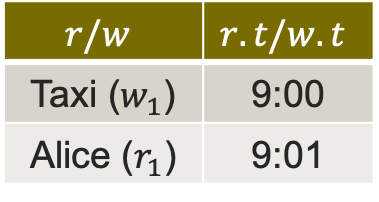 r/w r.t/w.t
Taxi (w₁) 9:00
Alice (r₁) 9:01